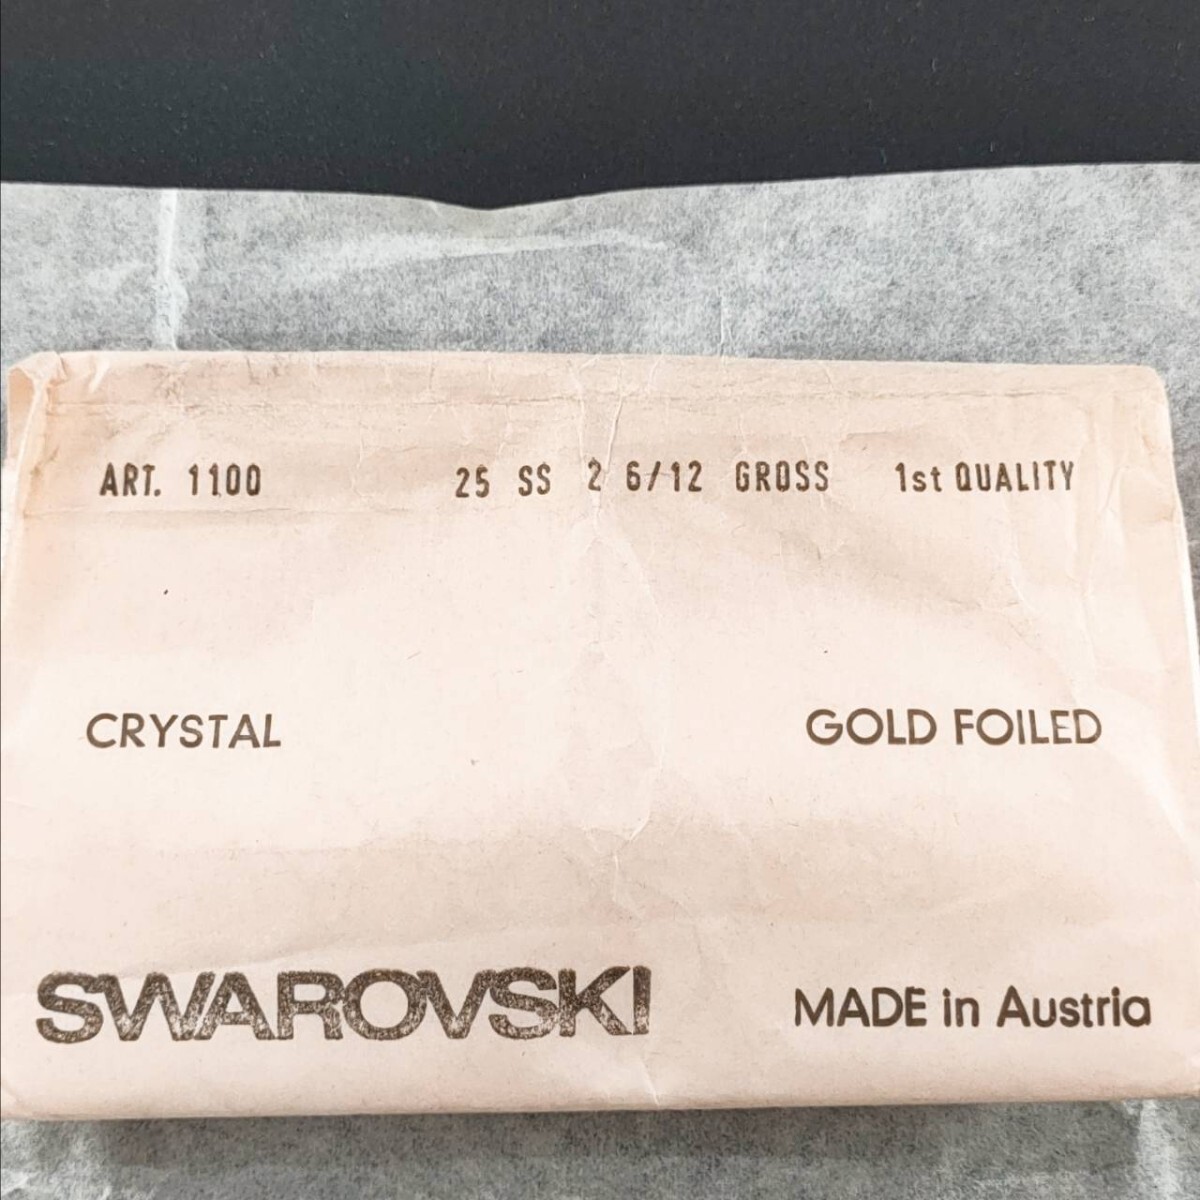 ART. 1100 25 SS 2 6/12 GROSS 1st QUALITY
CRYSTAL GOLD FOILED
SWAROVSKI MADE in Austria